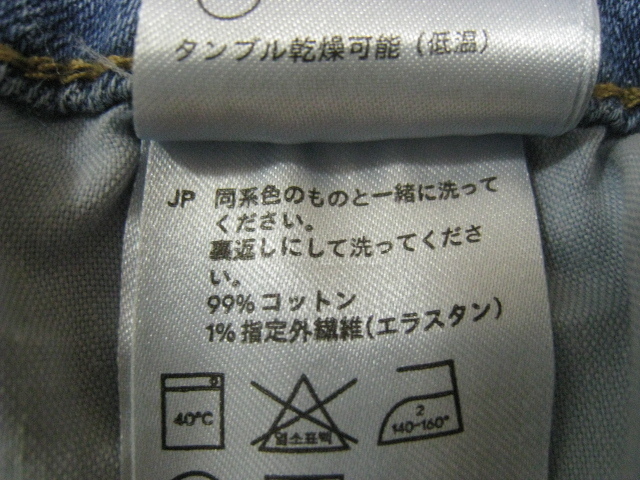 タンブル乾燥可能（低温）
JP 同系色のものと一緒に洗って
ください。
裏返しにして洗ってくださ
い。
99% コットン
1% 指定外繊維（エラスタン）
40°C
염소표백
2
140-160°